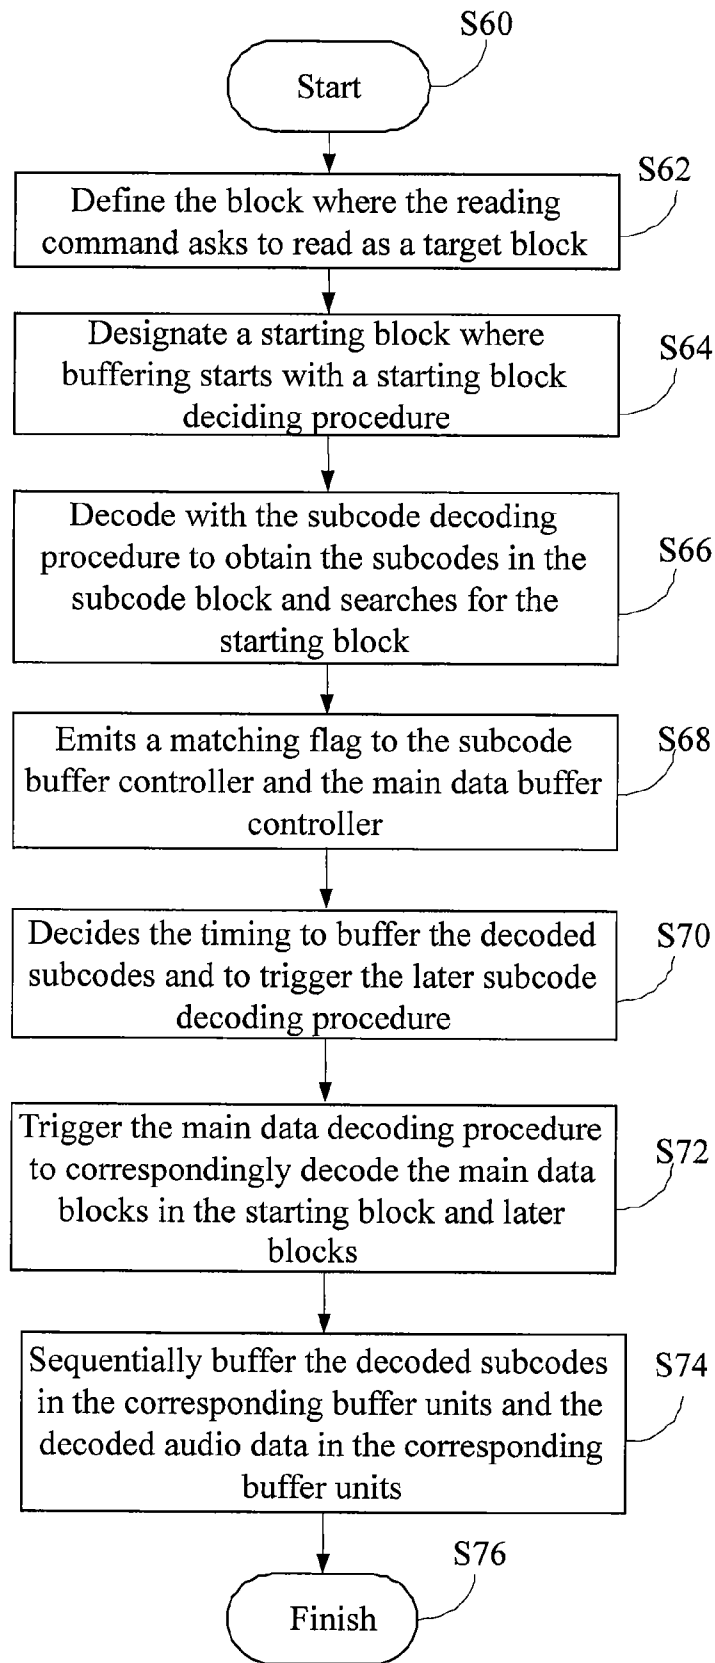 S60
Start
S62
Define the block where the reading
command asks to read as a target block
S64
Designate a starting block where
buffering starts with a starting block
deciding procedure
S66
Decode with the subcode decoding
procedure to obtain the subcodes in the
subcode block and searches for the
starting block
S68
Emits a matching flag to the subcode
buffer controller and the main data buffer
controller
S70
Decides the timing to buffer the decoded
subcodes and to trigger the later subcode
decoding procedure
S72
Trigger the main data decoding procedure
to correspondingly decode the main data
blocks in the starting block and later
blocks
S74
Sequentially buffer the decoded subcodes
in the corresponding buffer units and the
decoded audio data in the corresponding
buffer units
S76
Finish